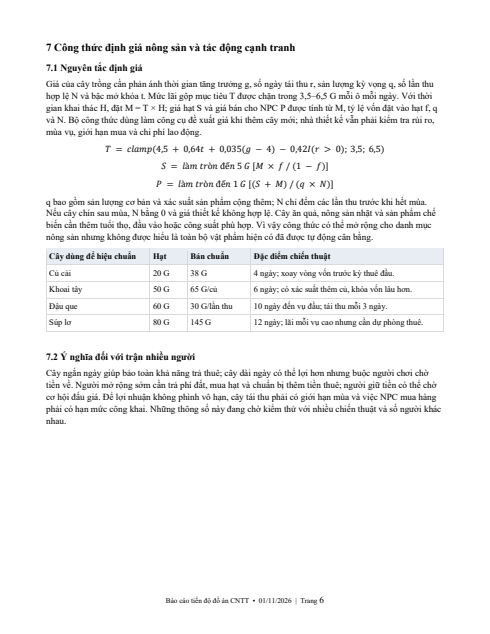 7 Công thức định giá nông sản và tác động cạnh tranh
7.1 Nguyên tắc định giá
Giá của cây trồng cần phản ánh thời gian tăng trưởng g, số ngày tái thu r, sản lượng kỳ vọng q, số lần thu
hợp lệ N và bậc mở khóa t. Mức lãi gộp mục tiêu T được chặn trong 3,5–6,5 G mỗi ô mỗi ngày. Với thời
gian khai thác H, đặt M = T × H; giá hạt S và giá bán cho NPC P được tính từ M, tỷ lệ vốn đặt vào hạt f, q
và N. Bộ công thức dùng làm công cụ đề xuất giá khi thêm cây mới; nhà thiết kế vẫn phải kiểm tra rủi ro,
mùa vụ, giới hạn mua và chi phí lao động.
T = clamp(4,5 + 0,64t + 0,035(g − 4) − 0,42I(r > 0); 3,5; 6,5)
S = làm tròn đến 5 G [M × f / (1 − f)]
P = làm tròn đến 1 G [(S + M) / (q × N)]
q bao gồm sản lượng cơ bản và xác suất sản phẩm cộng thêm; N chỉ đếm các lần thu trước khi hết mùa.
Nếu cây chín sau mùa, N bằng 0 và giá thiết kế không hợp lệ. Cây ăn quả, nông sản nhặt và sản phẩm chế
biến cần thêm tuổi thọ, đầu vào hoặc công suất phù hợp. Vì vậy công thức có thể mở rộng cho danh mục
nông sản nhưng không được hiểu là toàn bộ vật phẩm hiện có đã được tự động cân bằng.
Cây dùng để hiệu chuẩn Hạt Bán chuẩn Đặc điểm chiến thuật
Củ cải 20 G 38 G 4 ngày; xoay vòng vốn trước kỳ thuê đầu.
Khoai tây 50 G 65 G/củ 6 ngày; có xác suất thêm củ, khóa vốn lâu hơn.
Đậu que 60 G 30 G/lần thu 10 ngày đến vụ đầu; tái thu mỗi 3 ngày.
Súp lơ 80 G 145 G 12 ngày; lãi mỗi vụ cao nhưng cần dự phòng thuế.
7.2 Ý nghĩa đối với trận nhiều người
Cây ngắn ngày giúp bảo toàn khả năng trả thuê; cây dài ngày có thể lợi hơn nhưng buộc người chơi chờ
tiền về. Người mở rộng sớm cần trả phí đất, mua hạt và chuẩn bị thêm tiền thuê; người giữ tiền có thể chờ
cơ hội đấu giá. Để lợi nhuận không phình vô hạn, cây tái thu phải có giới hạn mùa và việc NPC mua hàng
phải có hạn mức công khai. Những thông số này đang chờ kiểm thử với nhiều chiến thuật và số người khác
nhau.
Báo cáo tiến độ đồ án CNTT • 01/11/2026 | Trang 6